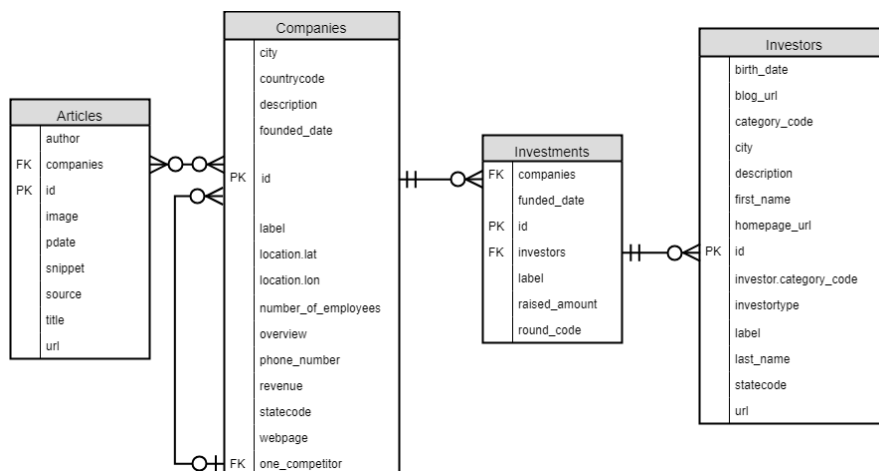 Articles
author
FK companies
PK id
image
pdate
snippet
source
title
url
Companies
city
countrycode
description
founded_date
PK id
label
location.lat
location.lon
number_of_employees
overview
phone_number
revenue
statecode
webpage
FK one_competitor
Investments
FK companies
funded_date
PK id
FK investors
label
raised_amount
round_code
Investors
birth_date
blog_url
category_code
city
description
first_name
homepage_url
PK id
investor.category_code
investortype
label
last_name
statecode
url